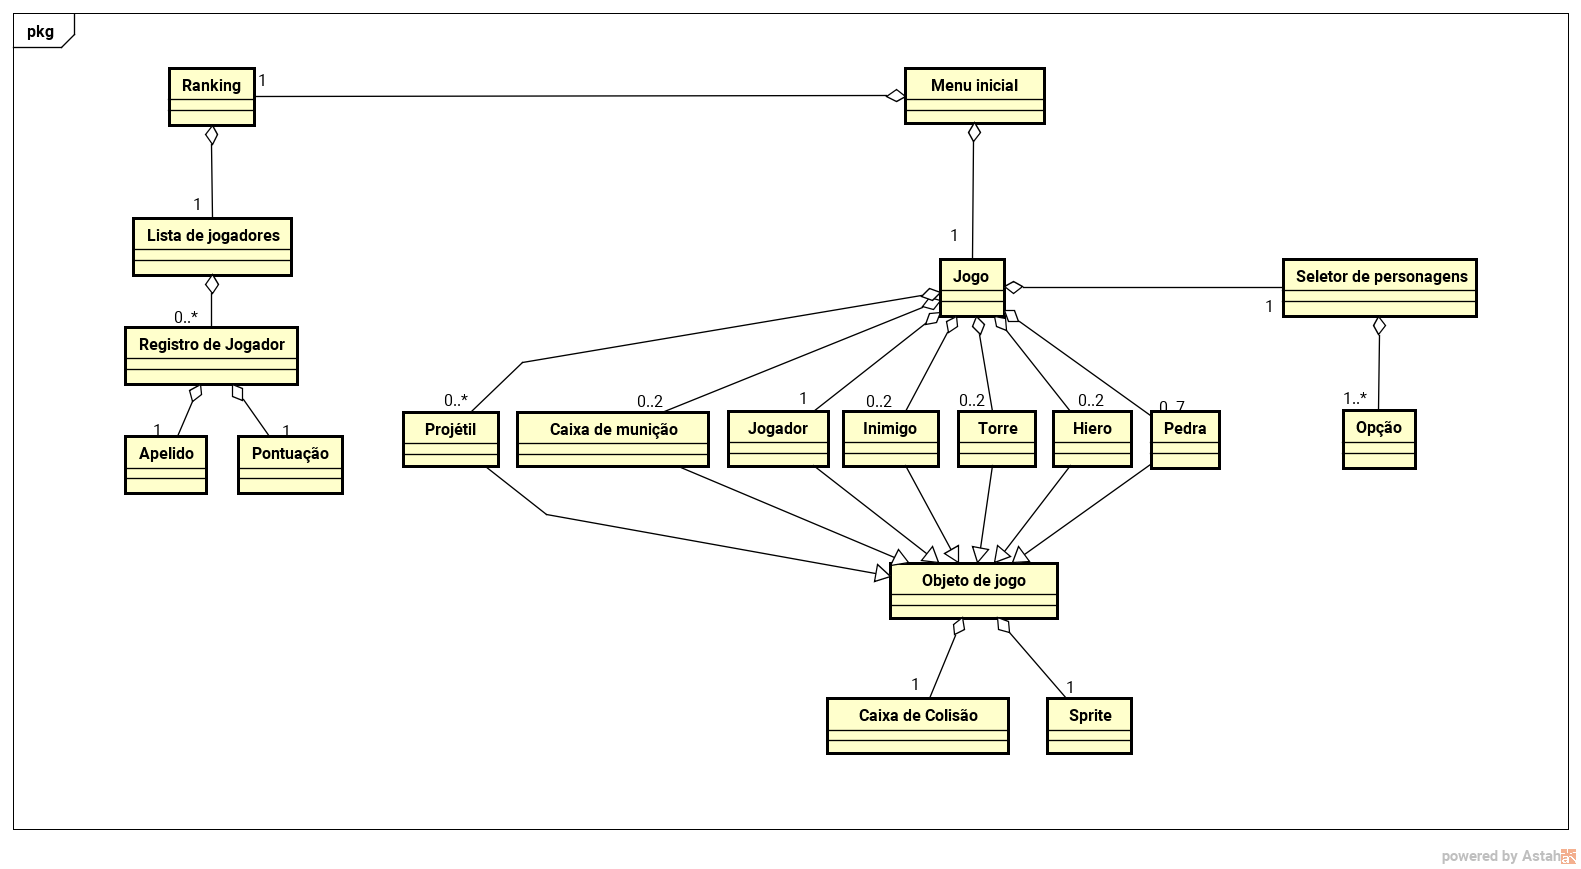 pkg
Ranking
1
Menu inicial
1
Lista de jogadores
1
Jogo
Seletor de personagens
1
0..*
Registro de Jogador
0..*
0..2
1
0..2
0..2
0..2
0..7
1..*
Projétil
Caixa de munição
Jogador
Inimigo
Torre
Hiero
Pedra
Opção
1
1
Apelido
Pontuação
Objeto de jogo
1
1
Caixa de Colisão
Sprite
powered by Astah